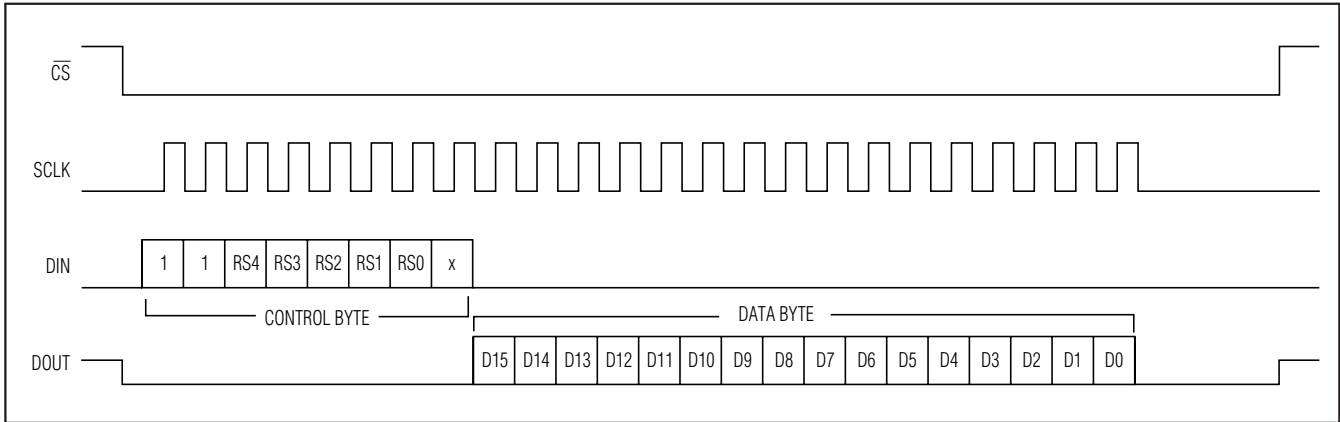 C̅S̅
SCLK
DIN 1 1 RS4 RS3 RS2 RS1 RS0 x
CONTROL BYTE DATA BYTE
DOUT D15 D14 D13 D12 D11 D10 D9 D8 D7 D6 D5 D4 D3 D2 D1 D0